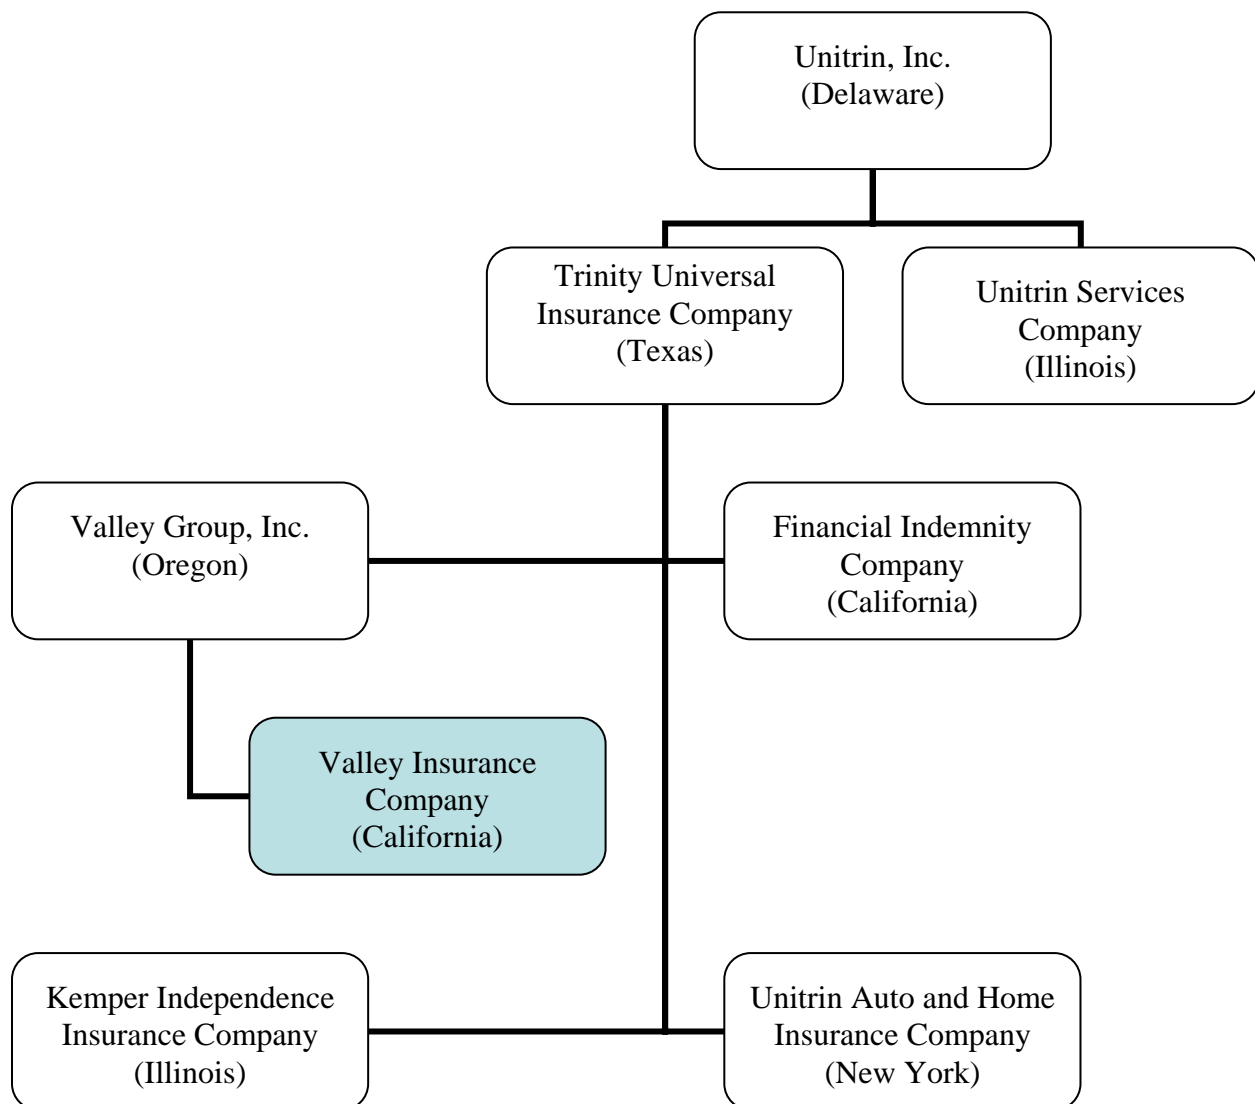 Unitrin, Inc.
(Delaware)
Trinity Universal
Insurance Company
(Texas)
Unitrin Services
Company
(Illinois)
Valley Group, Inc.
(Oregon)
Financial Indemnity
Company
(California)
Valley Insurance
Company
(California)
Kemper Independence
Insurance Company
(Illinois)
Unitrin Auto and Home
Insurance Company
(New York)